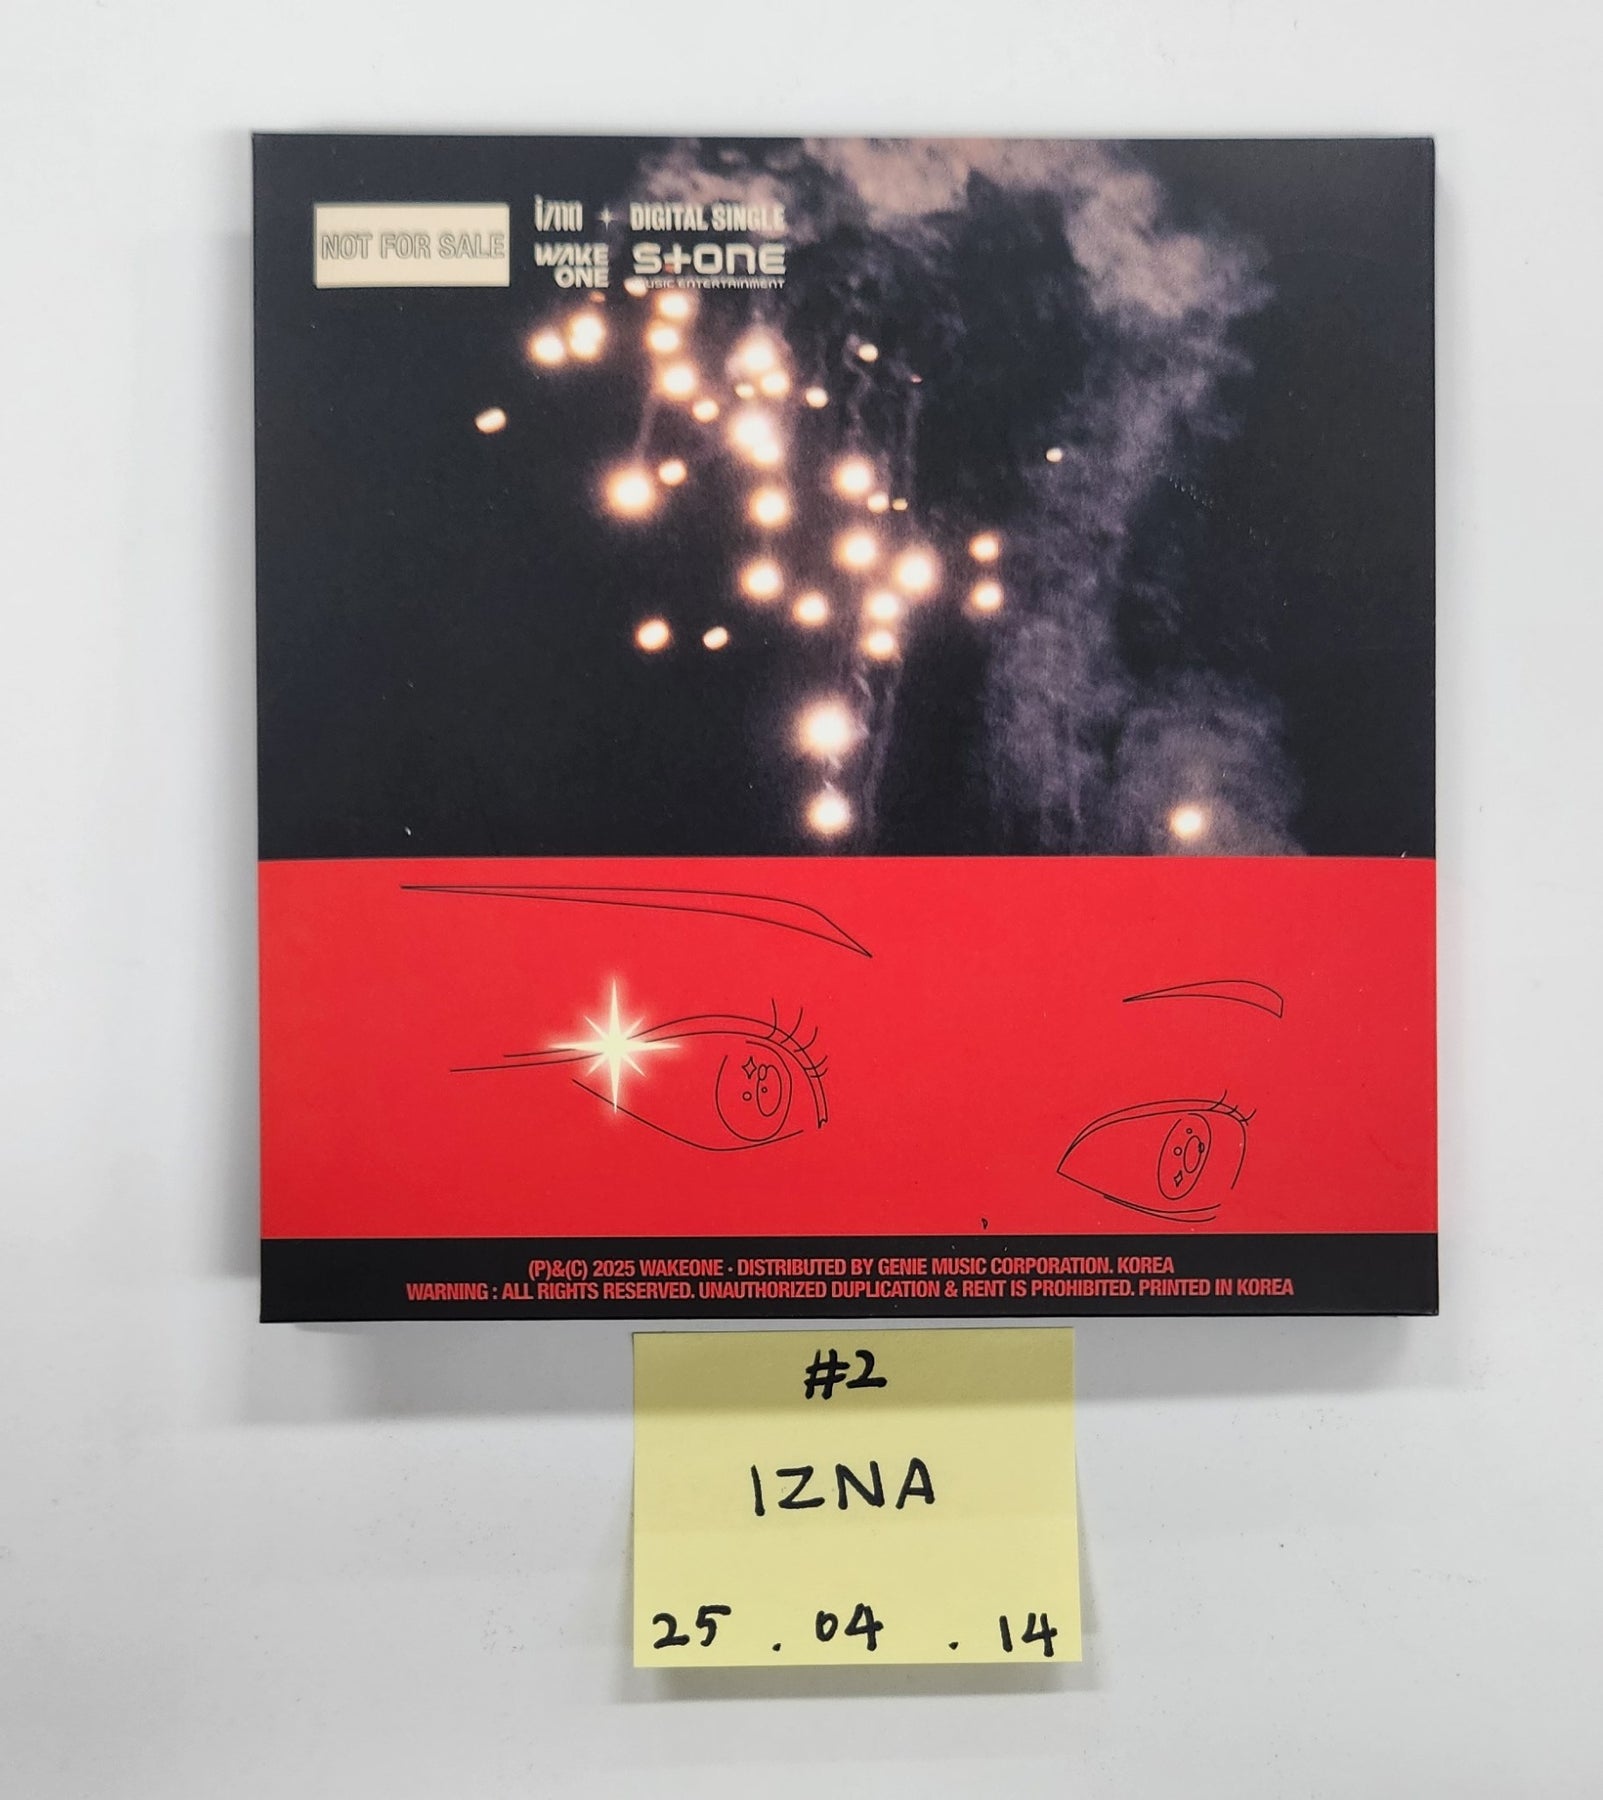 NOT FOR SALE
izna DIGITAL SINGLE
WAKE ONE
STONE
MUSIC ENTERTAINMENT
(P)&(C) 2025 WAKEONE · DISTRIBUTED BY GENIE MUSIC CORPORATION. KOREA
WARNING : ALL RIGHTS RESERVED. UNAUTHORIZED DUPLICATION & RENT IS PROHIBITED. PRINTED IN KOREA
#2
IZNA
25 . 04 . 14